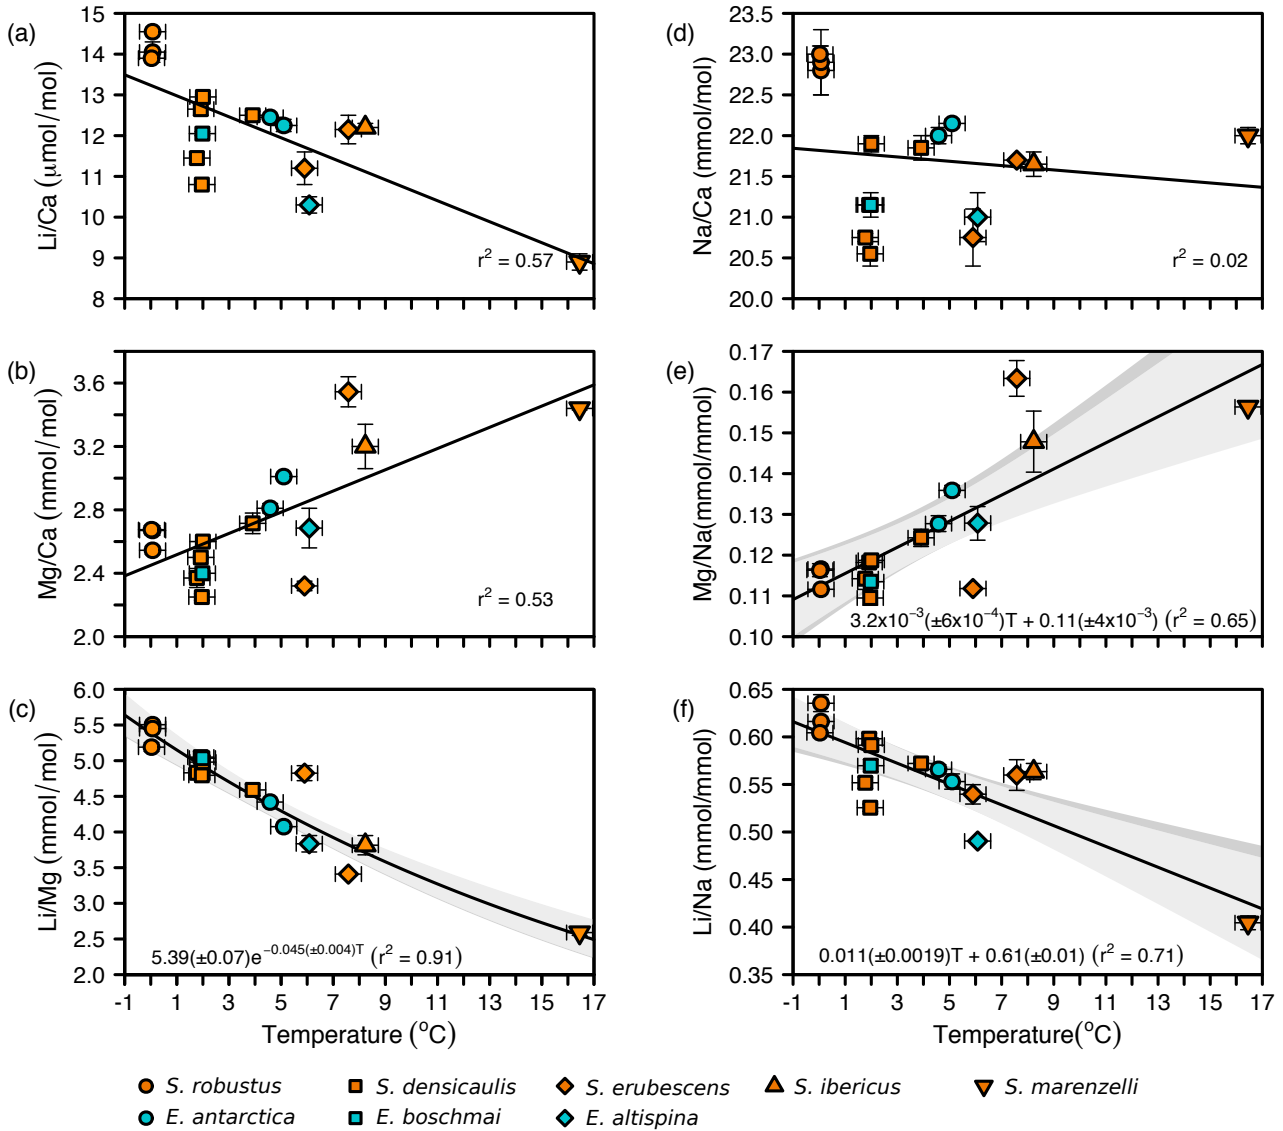 (a)
Li/Ca (μmol/mol)
15
14
13
12
11
10
9
8
r² = 0.57
(b)
Mg/Ca (mmol/mol)
3.6
3.2
2.8
2.4
2.0
r² = 0.53
(c)
Li/Mg (mmol/mol)
6.0
5.5
5.0
4.5
4.0
3.5
3.0
2.5
2.0
5.39(±0.07)e^−0.045(±0.004)T (r² = 0.91)
-1 1 3 5 7 9 11 13 15 17
Temperature (°C)
(d)
Na/Ca (mmol/mol)
23.5
23.0
22.5
22.0
21.5
21.0
20.5
20.0
r² = 0.02
(e)
Mg/Na(mmol/mmol)
0.17
0.16
0.15
0.14
0.13
0.12
0.11
0.10
3.2x10⁻³(±6x10⁻⁴)T + 0.11(±4x10⁻³) (r² = 0.65)
(f)
Li/Na (mmol/mmol)
0.65
0.60
0.55
0.50
0.45
0.40
0.35
0.011(±0.0019)T + 0.61(±0.01) (r² = 0.71)
-1 1 3 5 7 9 11 13 15 17
Temperature(°C)
S. robustus S. densicaulis S. erubescens S. ibericus S. marenzelli
E. antarctica E. boschmai E. altispina